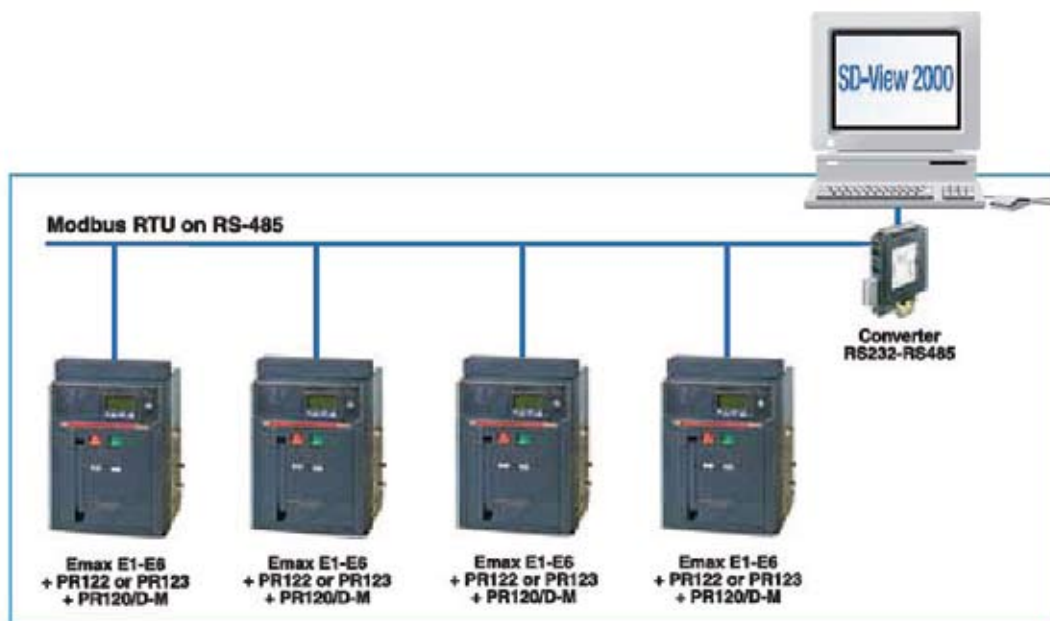 SD-View 2000
Modbus RTU on RS-485
Converter
RS232-RS485
Emax E1-E6
+ PR122 or PR123
+ PR120/D-M
Emax E1-E6
+ PR122 or PR123
+ PR120/D-M
Emax E1-E6
+ PR122 or PR123
+ PR120/D-M
Emax E1-E6
+ PR122 or PR123
+ PR120/D-M